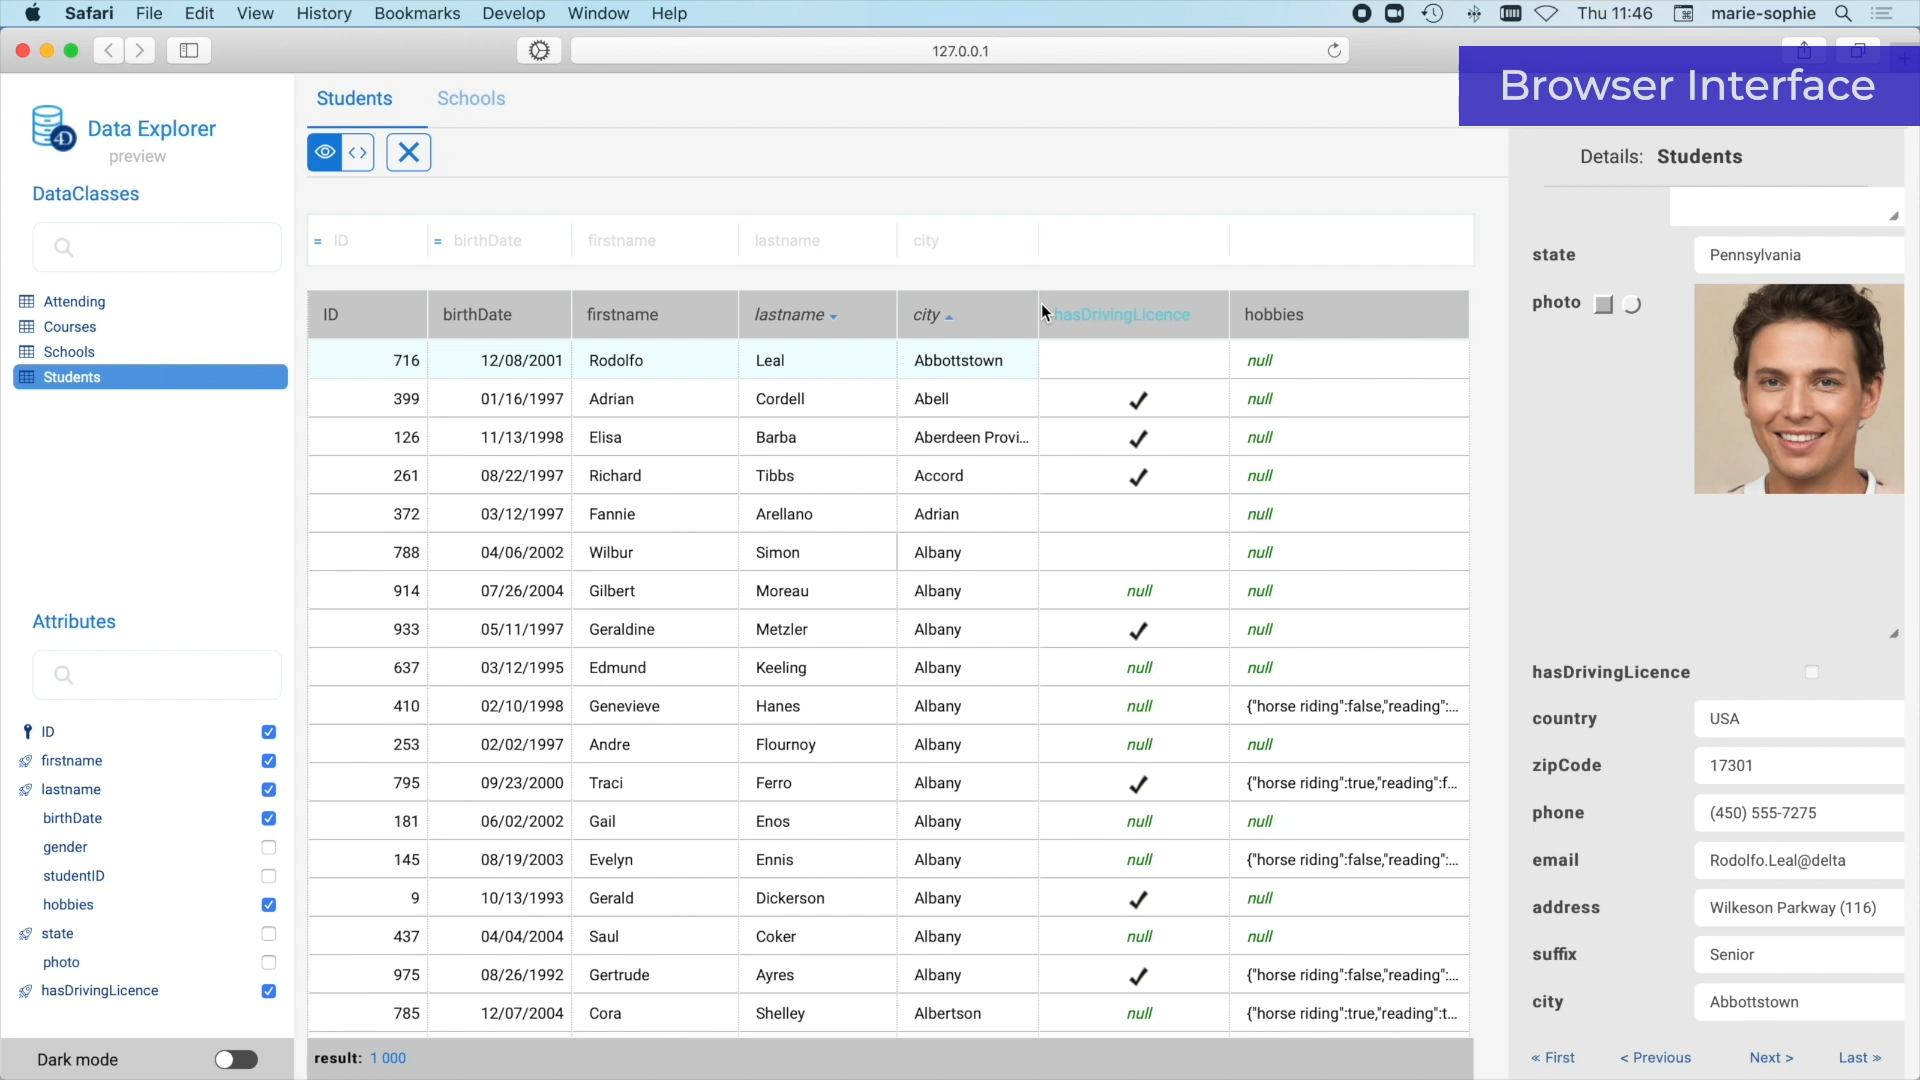 Safari File Edit View History Bookmarks Develop Window Help Thu 11:46 marie-sophie
127.0.0.1
Browser Interface
4D
Data Explorer
preview
DataClasses
Attending
Courses
Schools
Students
Attributes
ID
firstname
lastname
birthDate
gender
studentID
hobbies
state
photo
hasDrivingLicence
Dark mode
Students Schools
= ID = birthDate firstname lastname city
ID birthDate firstname lastname city hasDrivingLicence hobbies
716 12/08/2001 Rodolfo Leal Abbottstown null
399 01/16/1997 Adrian Cordell Abell null
126 11/13/1998 Elisa Barba Aberdeen Provi... null
261 08/22/1997 Richard Tibbs Accord null
372 03/12/1997 Fannie Arellano Adrian null
788 04/06/2002 Wilbur Simon Albany null
914 07/26/2004 Gilbert Moreau Albany null null
933 05/11/1997 Geraldine Metzler Albany null
637 03/12/1995 Edmund Keeling Albany null null
410 02/10/1998 Genevieve Hanes Albany null {"horse riding":false,"reading":...
253 02/02/1997 Andre Flournoy Albany null null
795 09/23/2000 Traci Ferro Albany {"horse riding":true,"reading":f...
181 06/02/2002 Gail Enos Albany null null
145 08/19/2003 Evelyn Ennis Albany null {"horse riding":false,"reading":...
9 10/13/1993 Gerald Dickerson Albany null
437 04/04/2004 Saul Coker Albany null null
975 08/26/1992 Gertrude Ayres Albany {"horse riding":false,"reading":...
785 12/07/2004 Cora Shelley Albertson null {"horse riding":true,"reading":t...
result: 1 000
Details: Students
state Pennsylvania
photo
hasDrivingLicence
country USA
zipCode 17301
phone (450) 555-7275
email Rodolfo.Leal@delta
address Wilkeson Parkway (116)
suffix Senior
city Abbottstown
« First < Previous Next > Last »